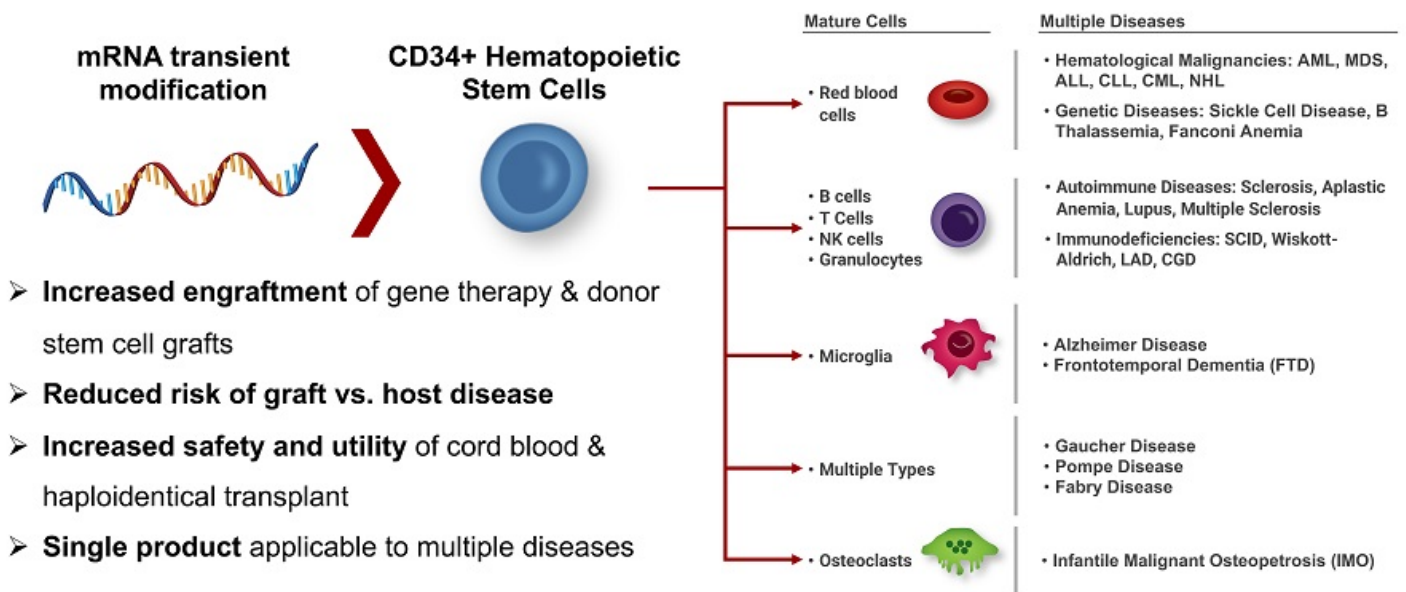 mRNA transient
modification
CD34+ Hematopoietic
Stem Cells
➢ Increased engraftment of gene therapy & donor
stem cell grafts
➢ Reduced risk of graft vs. host disease
➢ Increased safety and utility of cord blood &
haploidentical transplant
➢ Single product applicable to multiple diseases
Mature Cells
Multiple Diseases
• Red blood
cells
• Hematological Malignancies: AML, MDS,
ALL, CLL, CML, NHL
• Genetic Diseases: Sickle Cell Disease, B
Thalassemia, Fanconi Anemia
• B cells
• T Cells
• NK cells
• Granulocytes
• Autoimmune Diseases: Sclerosis, Aplastic
Anemia, Lupus, Multiple Sclerosis
• Immunodeficiencies: SCID, Wiskott-
Aldrich, LAD, CGD
• Microglia
• Alzheimer Disease
• Frontotemporal Dementia (FTD)
• Multiple Types
• Gaucher Disease
• Pompe Disease
• Fabry Disease
• Osteoclasts
• Infantile Malignant Osteopetrosis (IMO)